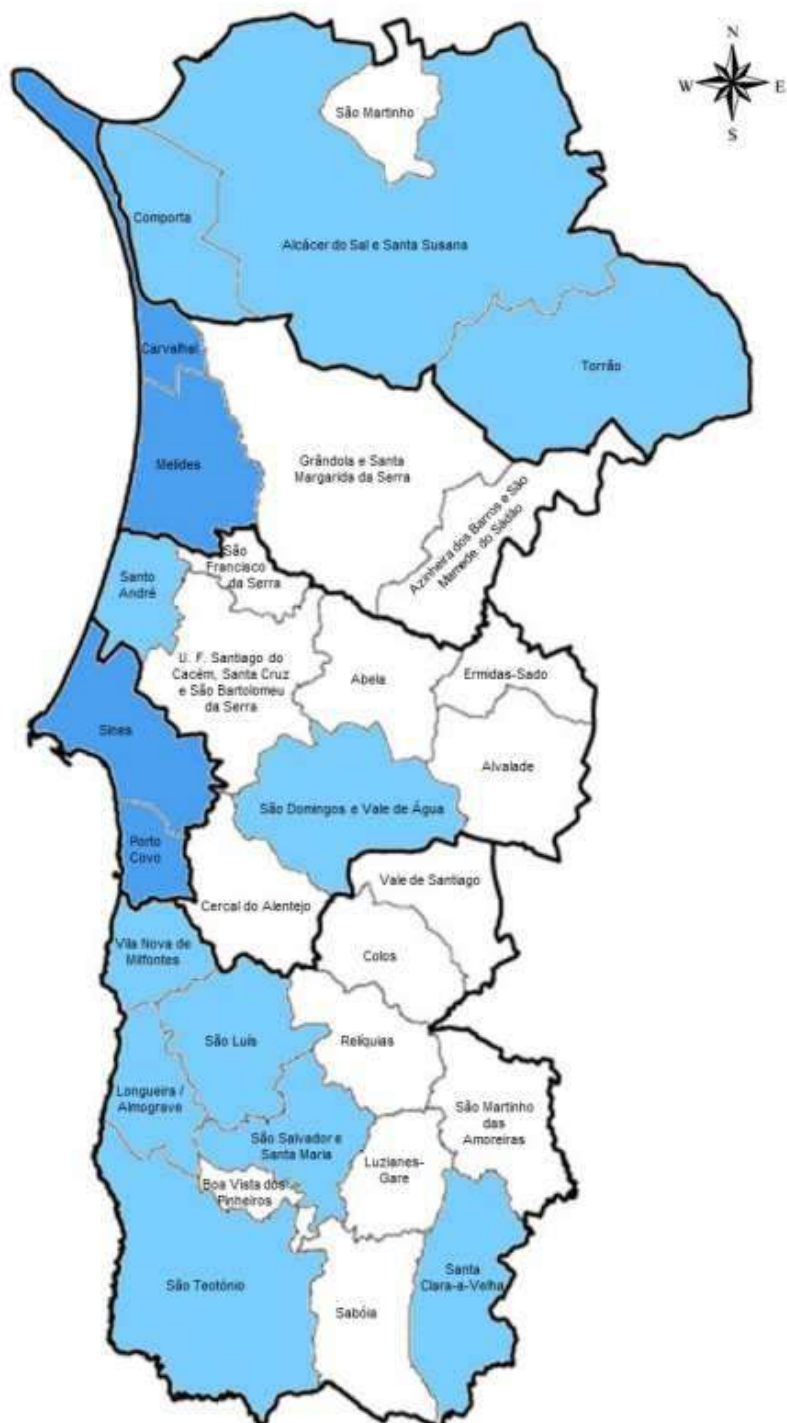 N
W E
S
São Martinho
Comporta
Alcácer do Sal e Santa Susana
Carvalhal
Torrão
Melides
Grândola e Santa
Margarida da Serra
Azinheira dos Barros e São
Mamede do Sádão
São
Francisco
da Serra
Santo
André
U. F. Santiago do
Cacém, Santa Cruz
e São Bartolomeu
da Serra
Abela
Ermidas-Sado
Sines
Alvalade
São Domingos e Vale de Água
Porto
Covo
Vale de Santiago
Cercal do Alentejo
Vila Nova de
Milfontes
Colos
São Luís
Relíquias
Longueira /
Almograve
São Martinho
das
Amoreiras
São Salvador e
Santa Maria
Luzianes-
Gare
Boa Vista dos
Pinheiros
São Teotónio
Santa
Clara-a-Velha
Sabóia